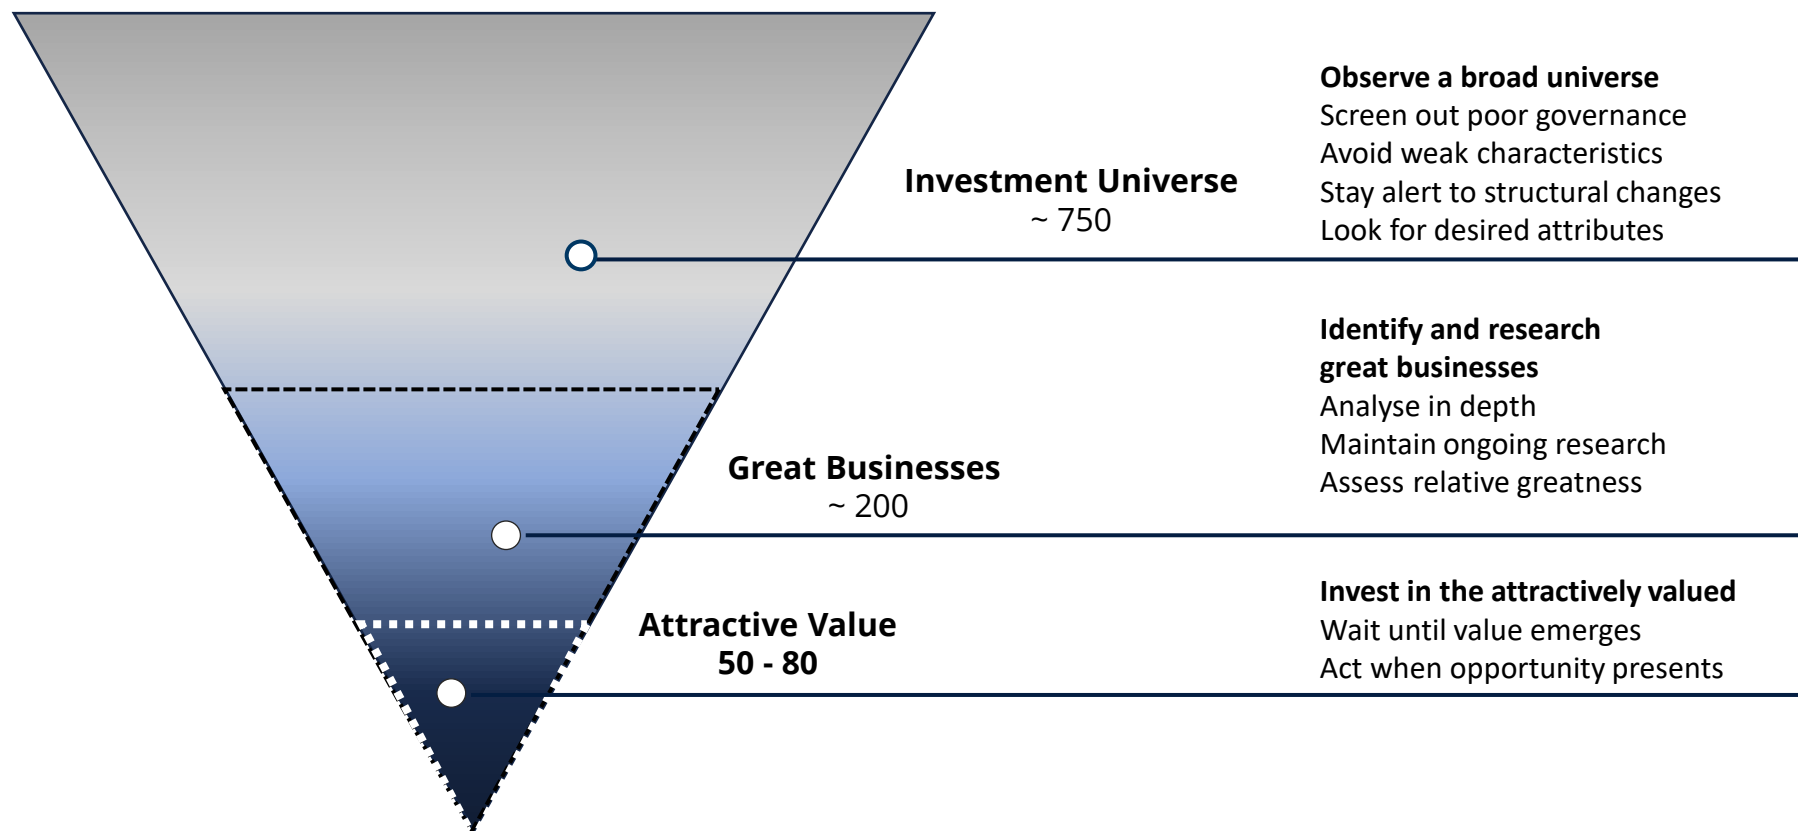 Investment Universe
~ 750
Observe a broad universe
Screen out poor governance
Avoid weak characteristics
Stay alert to structural changes
Look for desired attributes
Great Businesses
~ 200
Identify and research
great businesses
Analyse in depth
Maintain ongoing research
Assess relative greatness
Attractive Value
50 - 80
Invest in the attractively valued
Wait until value emerges
Act when opportunity presents